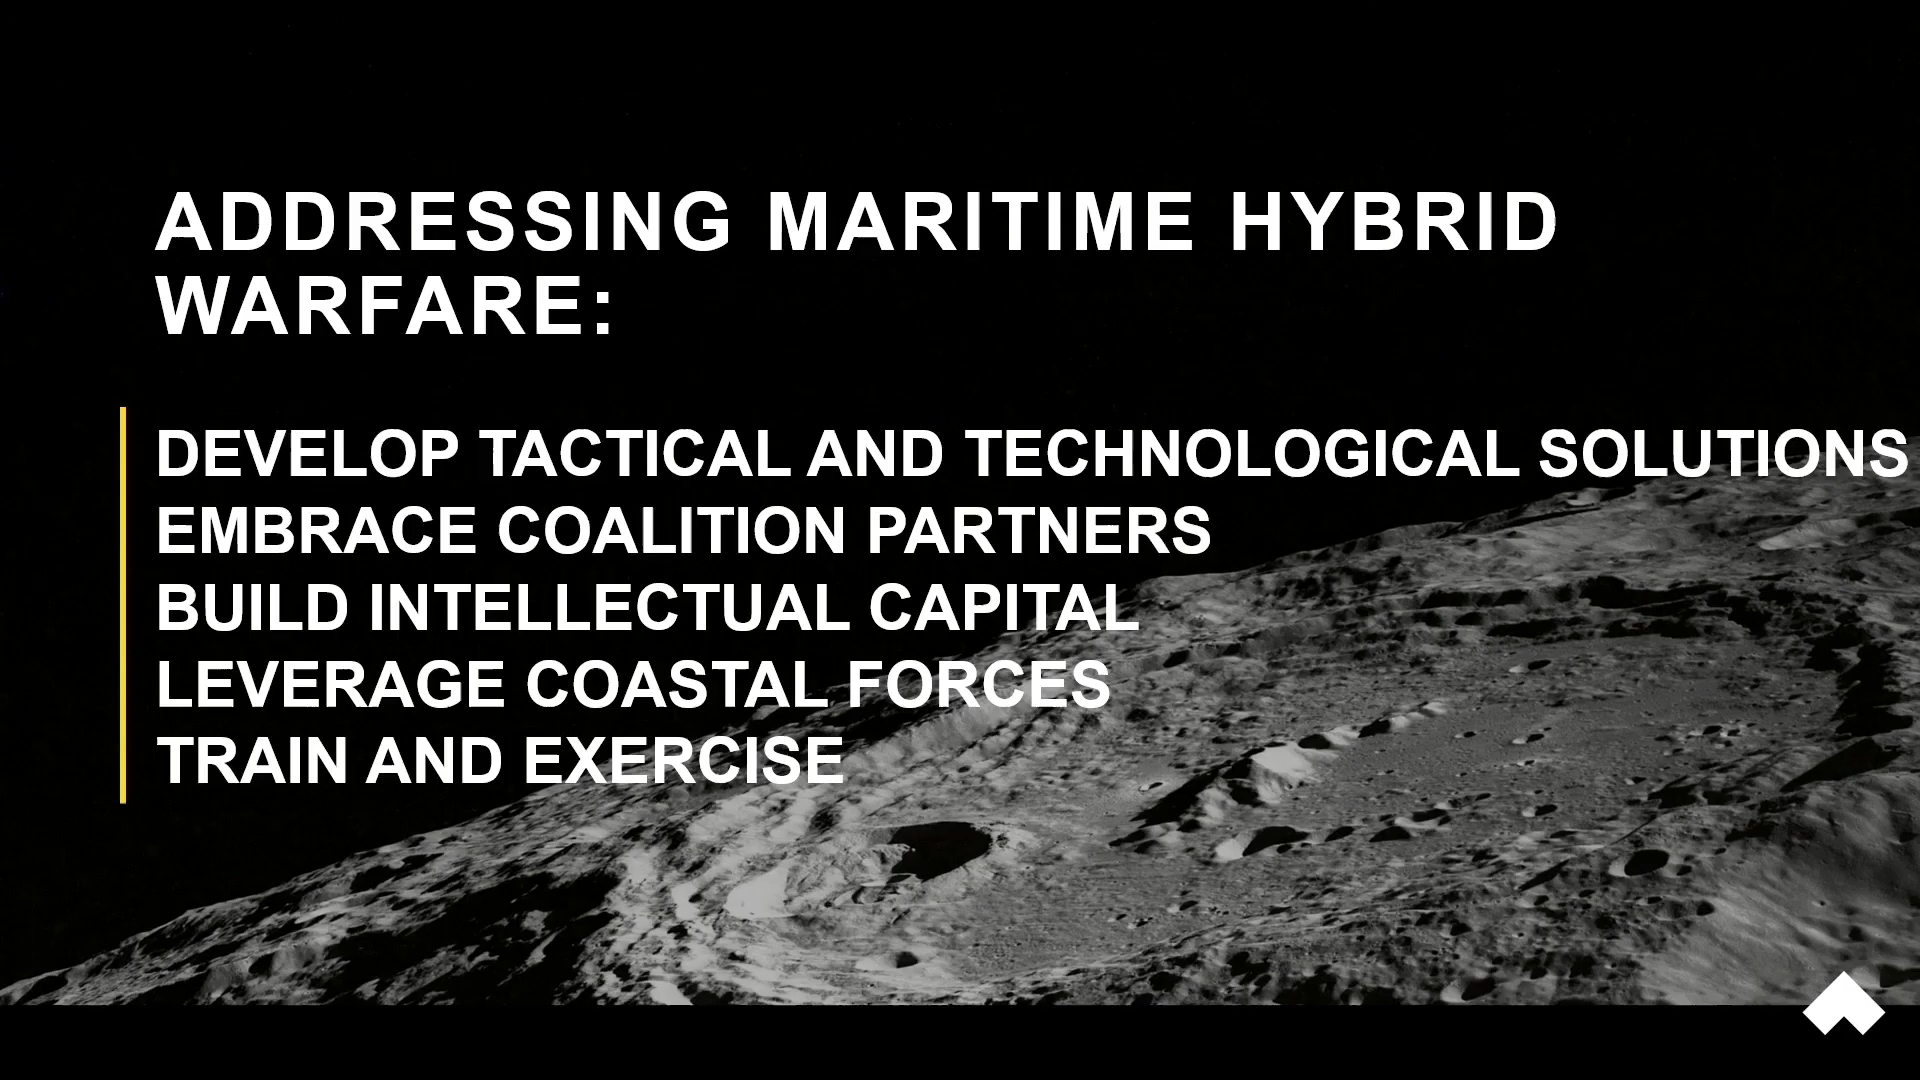 ADDRESSING MARITIME HYBRID
WARFARE:
DEVELOP TACTICAL AND TECHNOLOGICAL SOLUTIONS
EMBRACE COALITION PARTNERS
BUILD INTELLECTUAL CAPITAL
LEVERAGE COASTAL FORCES
TRAIN AND EXERCISE